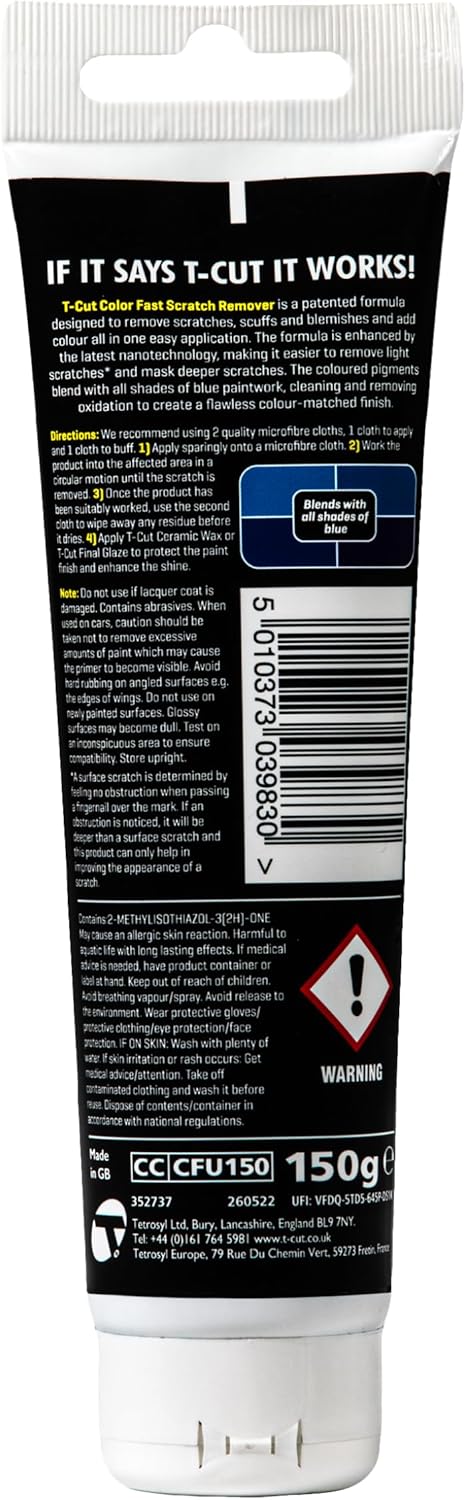 IF IT SAYS T-CUT IT WORKS!
T-Cut Color Fast Scratch Remover is a patented formula
designed to remove scratches, scuffs and blemishes and add
colour all in one easy application. The formula is enhanced by
the latest nanotechnology, making it easier to remove light
scratches* and mask deeper scratches. The coloured pigments
blend with all shades of blue paintwork, cleaning and removing
oxidation to create a flawless colour-matched finish.
Directions: We recommend using 2 quality microfibre cloths, 1 cloth to apply
and 1 cloth to buff. 1) Apply sparingly onto a microfibre cloth. 2) Work the
product into the affected area in a
circular motion until the scratch is
removed. 3) Once the product has
been suitably worked, use the second
cloth to wipe away any residue before
it dries. 4) Apply T-Cut Ceramic Wax or
T-Cut Final Glaze to protect the paint
finish and enhance the shine.
Blends with
all shades of
blue
Note: Do not use if lacquer coat is
damaged. Contains abrasives. When
used on cars, caution should be
taken not to remove excessive
amounts of paint which may cause
the primer to become visible. Avoid
hard rubbing on angled surfaces e.g.
the edges of wings. Do not use on
newly painted surfaces. Glossy
surfaces may become dull. Test on
an inconspicuous area to ensure
compatibility. Store upright.
*A surface scratch is determined by
feeling no obstruction when passing
a fingernail over the mark. If an
obstruction is noticed, it will be
deeper than a surface scratch and
this product can only help in
improving the appearance of a
scratch.
5 010373 039830 >
Contains 2-METHYLISOTHIAZOL-3(2H)-ONE
May cause an allergic skin reaction. Harmful to
aquatic life with long lasting effects. If medical
advice is needed, have product container or
label at hand. Keep out of reach of children.
Avoid breathing vapour/spray. Avoid release to
the environment. Wear protective gloves/
protective clothing/eye protection/face
protection. IF ON SKIN: Wash with plenty of
water. If skin irritation or rash occurs: Get
medical advice/attention. Take off
contaminated clothing and wash it before
reuse. Dispose of contents/container in
accordance with national regulations.
!
WARNING
Made
in GB
CC CFU150
150g e
352737
260522
UFI: VFDQ-5TDS-645P-DS1W
T
Tetrosyl Ltd, Bury, Lancashire, England BL9 7NY.
Tel: +44 (0)161 764 5981 www.t-cut.co.uk
Tetrosyl Europe, 79 Rue Du Chemin Vert, 59273 Fretin, France